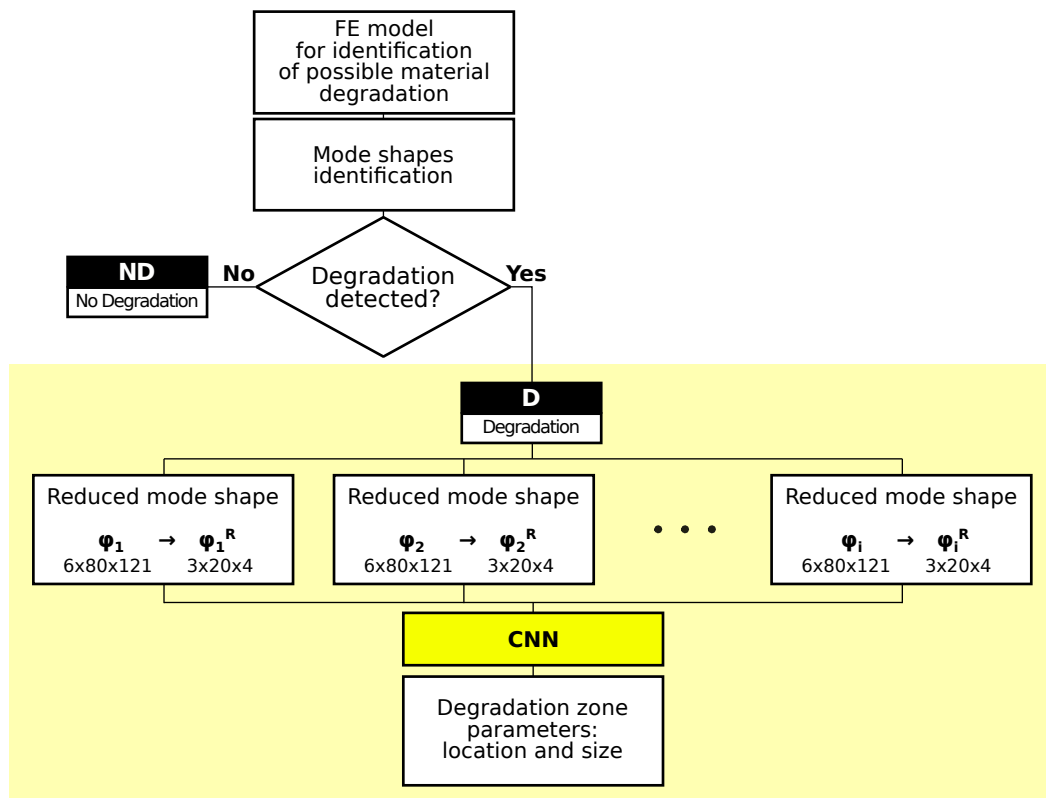 FE model
for identification
of possible material
degradation
Mode shapes
identification
ND
No Degradation
No
Degradation
detected?
Yes
D
Degradation
Reduced mode shape
φ1 → φ1R
6x80x121 3x20x4
Reduced mode shape
φ2 → φ2R
6x80x121 3x20x4
• • •
Reduced mode shape
φi → φiR
6x80x121 3x20x4
CNN
Degradation zone
parameters:
location and size